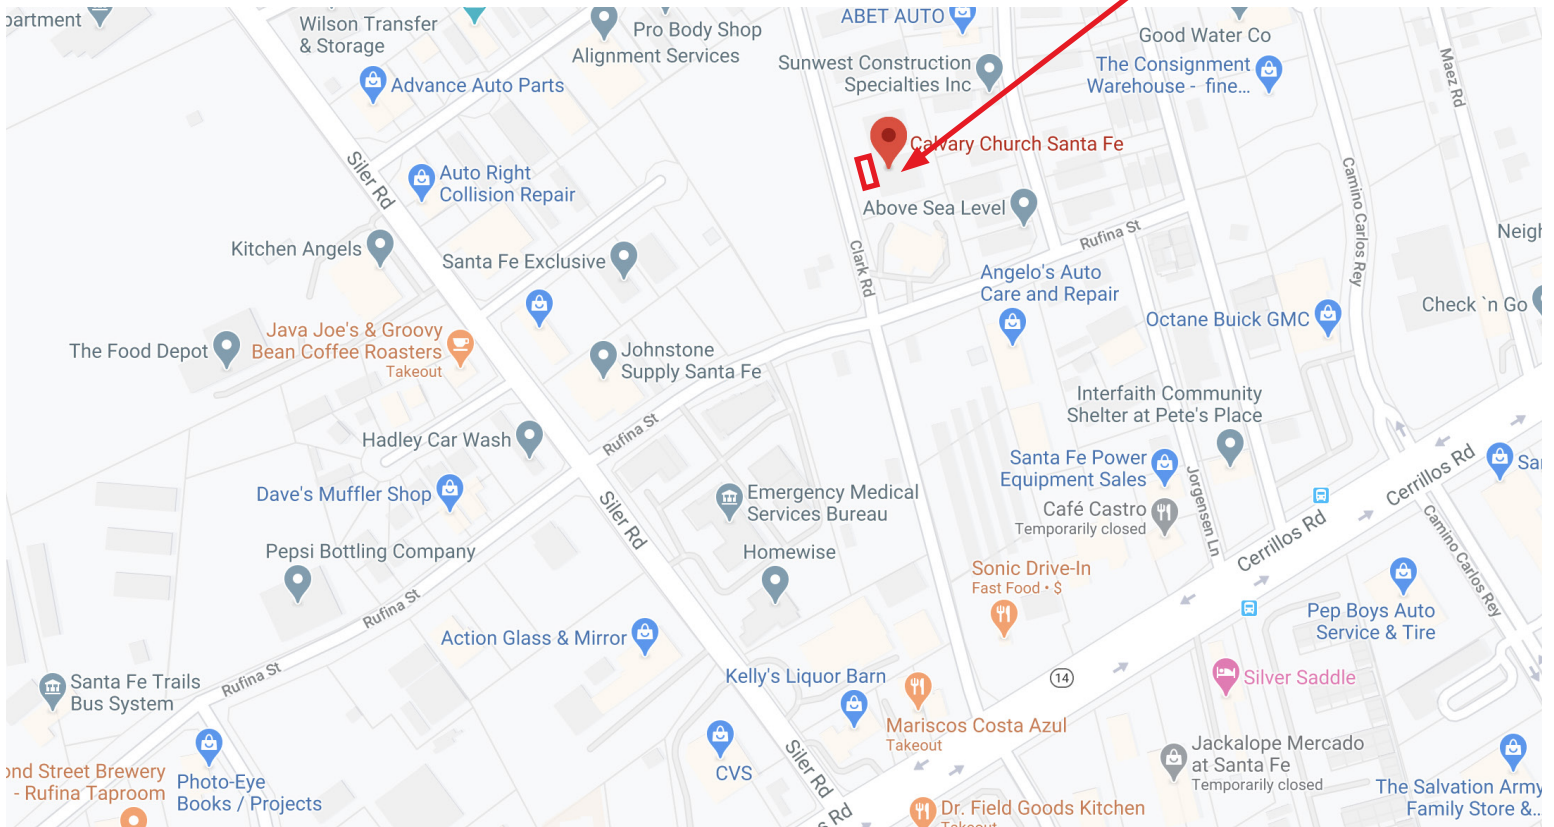 partment
Wilson Transfer
& Storage
Pro Body Shop
Alignment Services
ABET AUTO
Good Water Co
Sunwest Construction
Specialties Inc
The Consignment
Warehouse - fine...
Maez Rd
Advance Auto Parts
Calvary Church Santa Fe
Siler Rd
Auto Right
Collision Repair
Camino Carlos Rey
Above Sea Level
Kitchen Angels
Santa Fe Exclusive
Clark Rd
Rufina St
Neigh
Angelo's Auto
Care and Repair
Octane Buick GMC
Check `n Go
Java Joe's & Groovy
Bean Coffee Roasters
Takeout
The Food Depot
Johnstone
Supply Santa Fe
Interfaith Community
Shelter at Pete's Place
Hadley Car Wash
Rufina St
Santa Fe Power
Equipment Sales
Cerrillos Rd
Sar
Dave's Muffler Shop
Siler Rd
Emergency Medical
Services Bureau
Café Castro
Temporarily closed
Jorgensen Ln
Cerrillos Rd
Camino Carlos Rey
Pepsi Bottling Company
Homewise
Sonic Drive-In
Fast Food • $
Rufina St
Action Glass & Mirror
Pep Boys Auto
Service & Tire
Santa Fe Trails
Bus System
Rufina St
Kelly's Liquor Barn
14
Silver Saddle
Mariscos Costa Azul
Takeout
Siler Rd
CVS
Jackalope Mercado
at Santa Fe
Temporarily closed
ond Street Brewery
- Rufina Taproom
Photo-Eye
Books / Projects
The Salvation Army
Family Store &...
s Rd
Dr. Field Goods Kitchen
Takeout